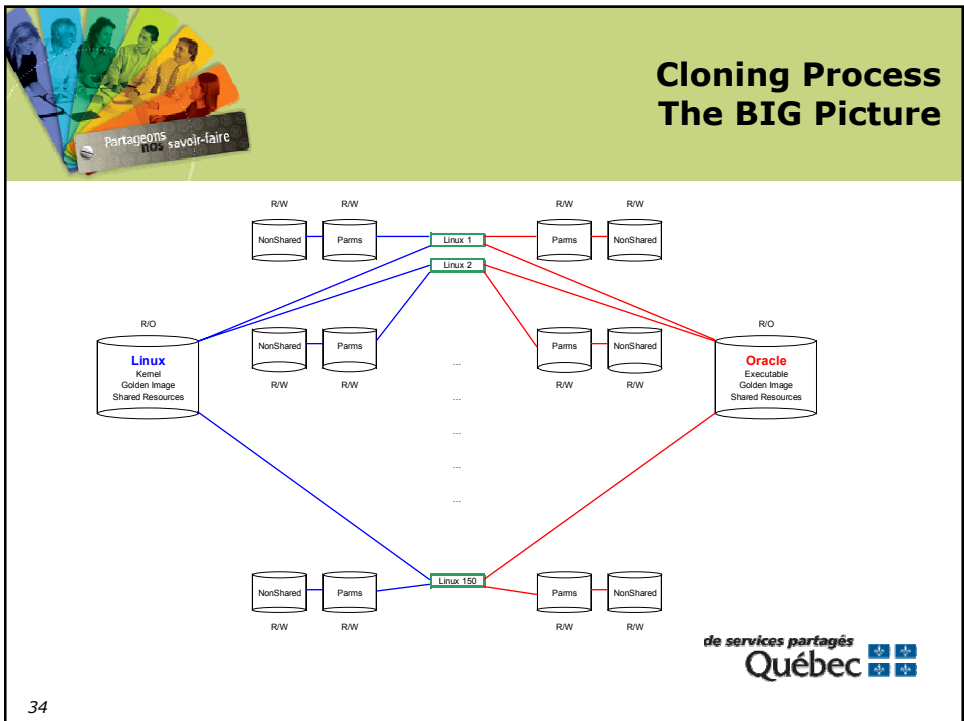 Partageons
nos savoir-faire
Cloning Process
The BIG Picture
R/W R/W R/W R/W
NonShared Parms Linux 1 Parms NonShared
Linux 2
R/O R/O
NonShared Parms Parms NonShared
Linux
Kernel
Golden Image
Shared Resources
Oracle
Executable
Golden Image
Shared Resources
...
R/W R/W R/W R/W
...
...
...
...
NonShared Parms Linux 150 Parms NonShared
R/W R/W R/W R/W
de services partagés
Québec
34